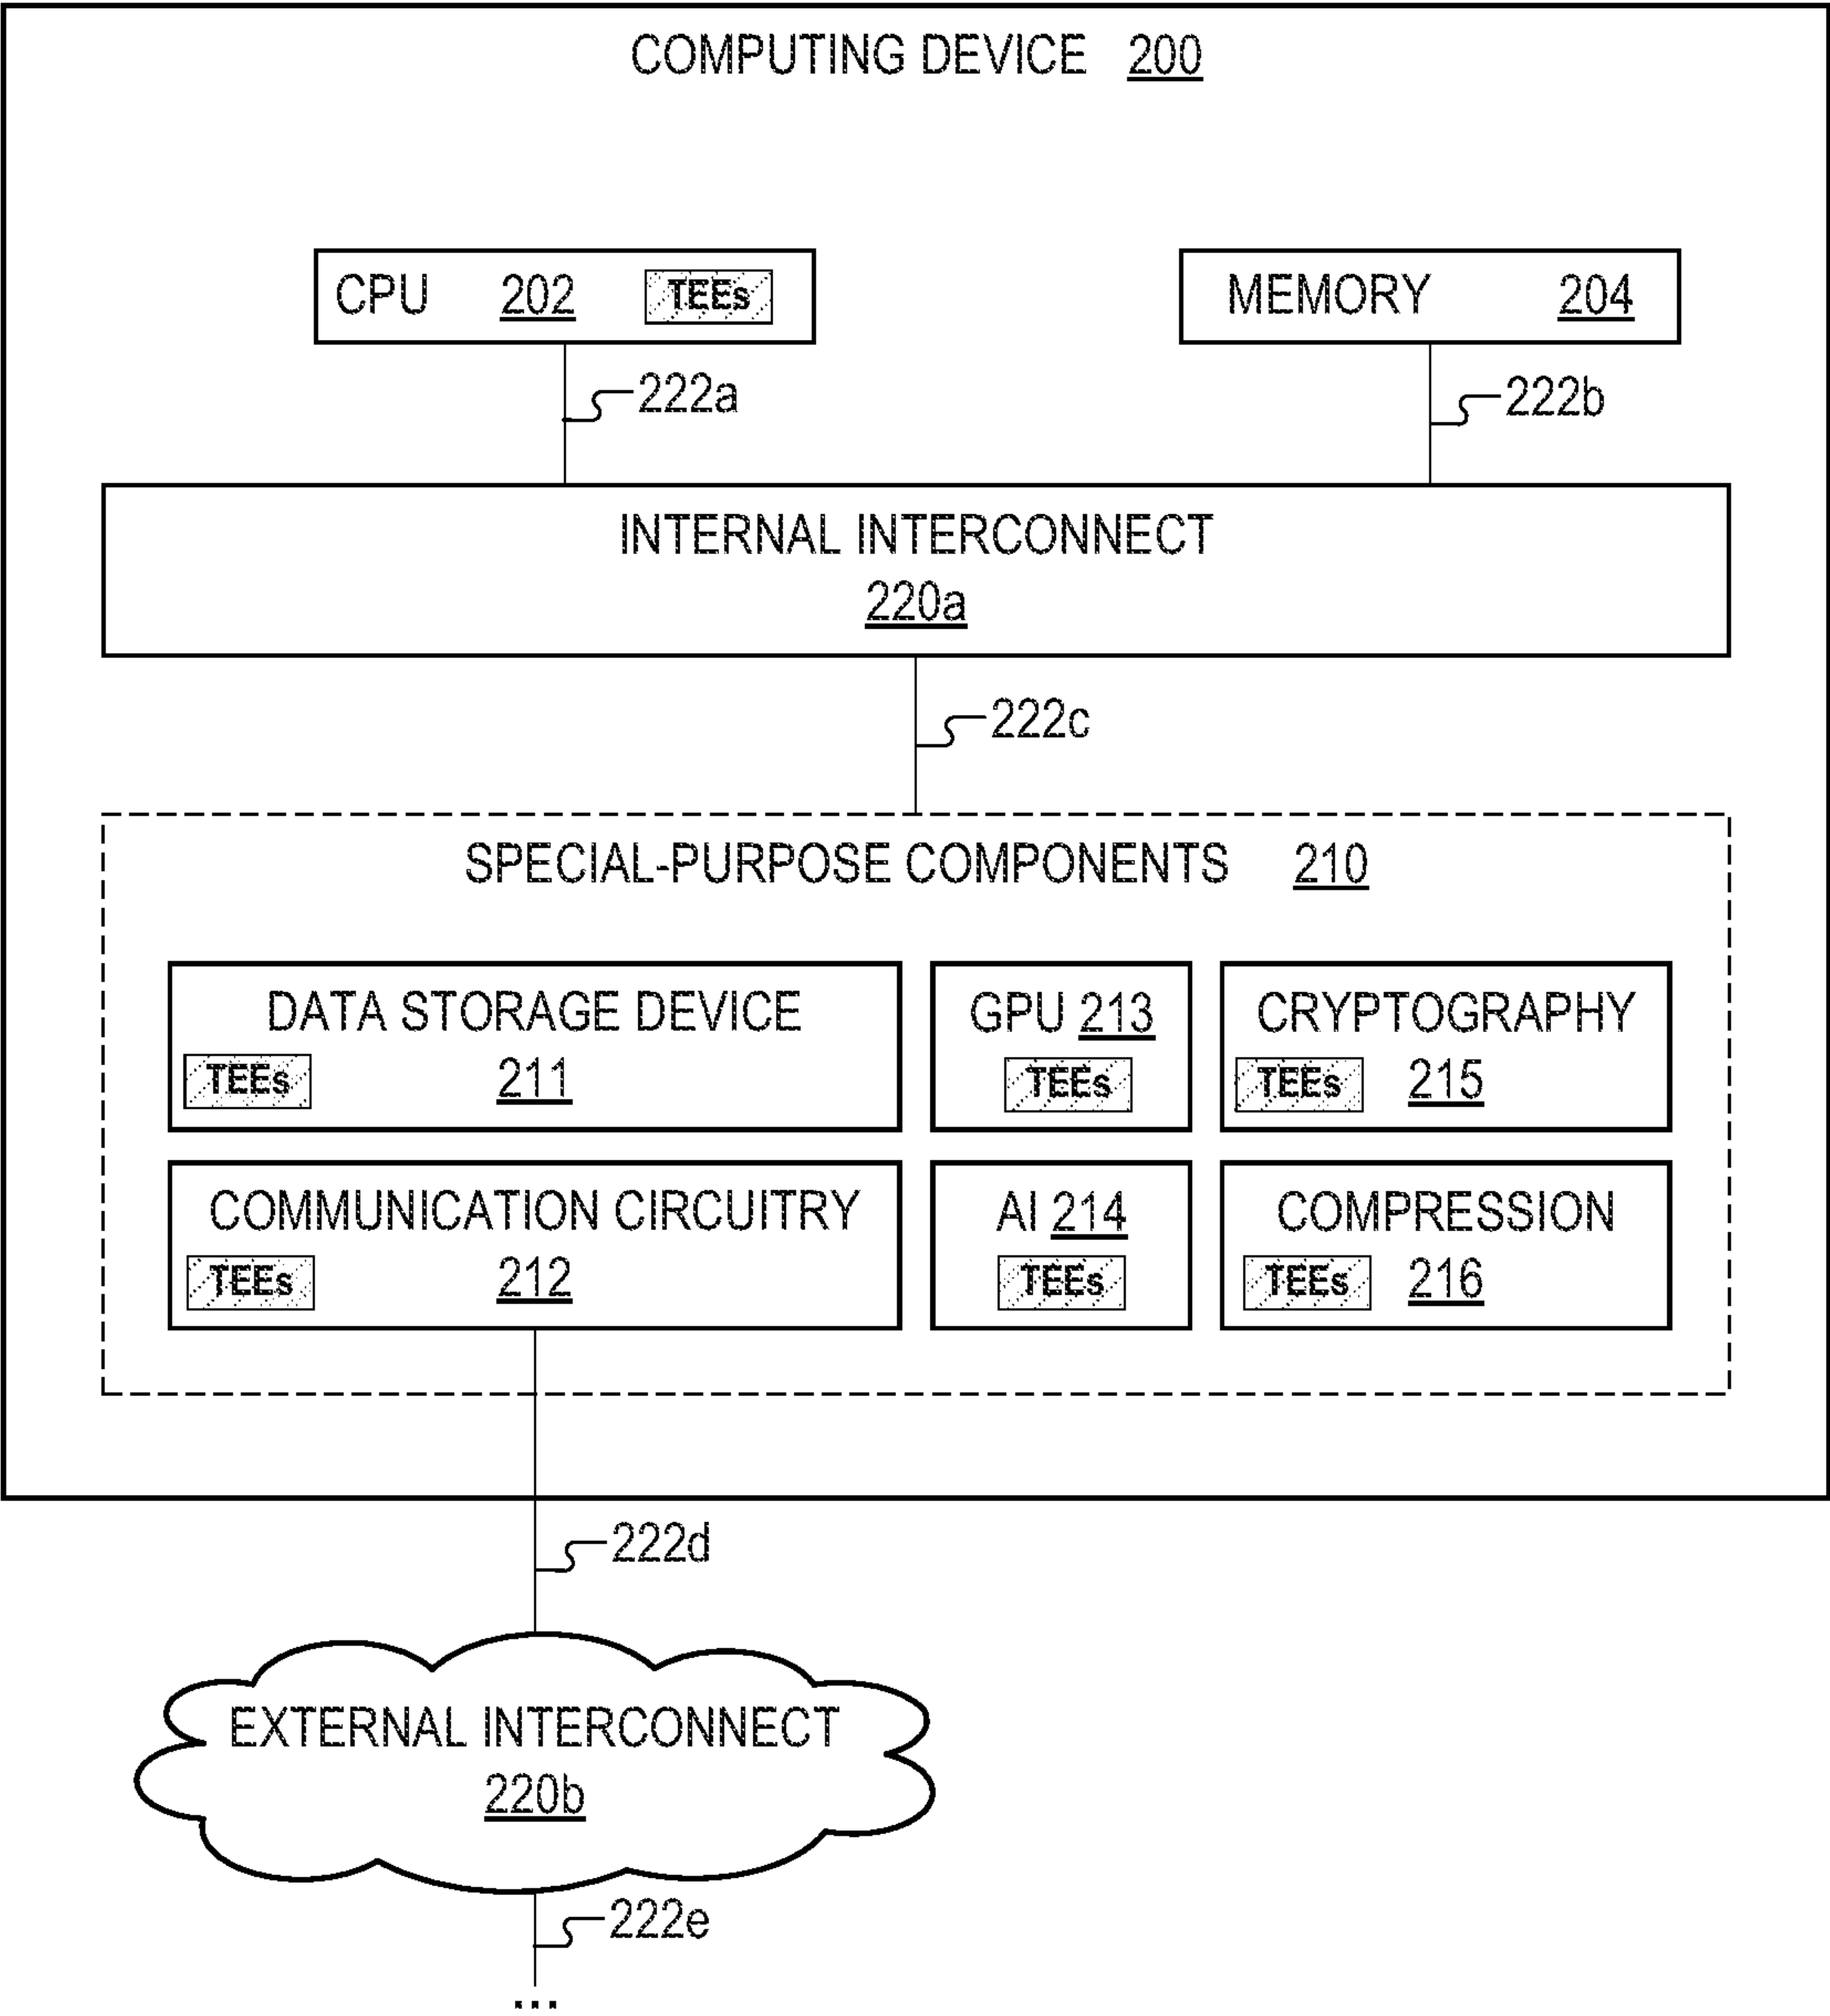 COMPUTING DEVICE 200
CPU 202 TEEs
MEMORY 204
222a
222b
INTERNAL INTERCONNECT
220a
222c
SPECIAL-PURPOSE COMPONENTS 210
DATA STORAGE DEVICE
TEEs 211
GPU 213
TEEs
CRYPTOGRAPHY
TEEs 215
COMMUNICATION CIRCUITRY
TEEs 212
AI 214
TEEs
COMPRESSION
TEEs 216
222d
EXTERNAL INTERCONNECT
220b
222e
...